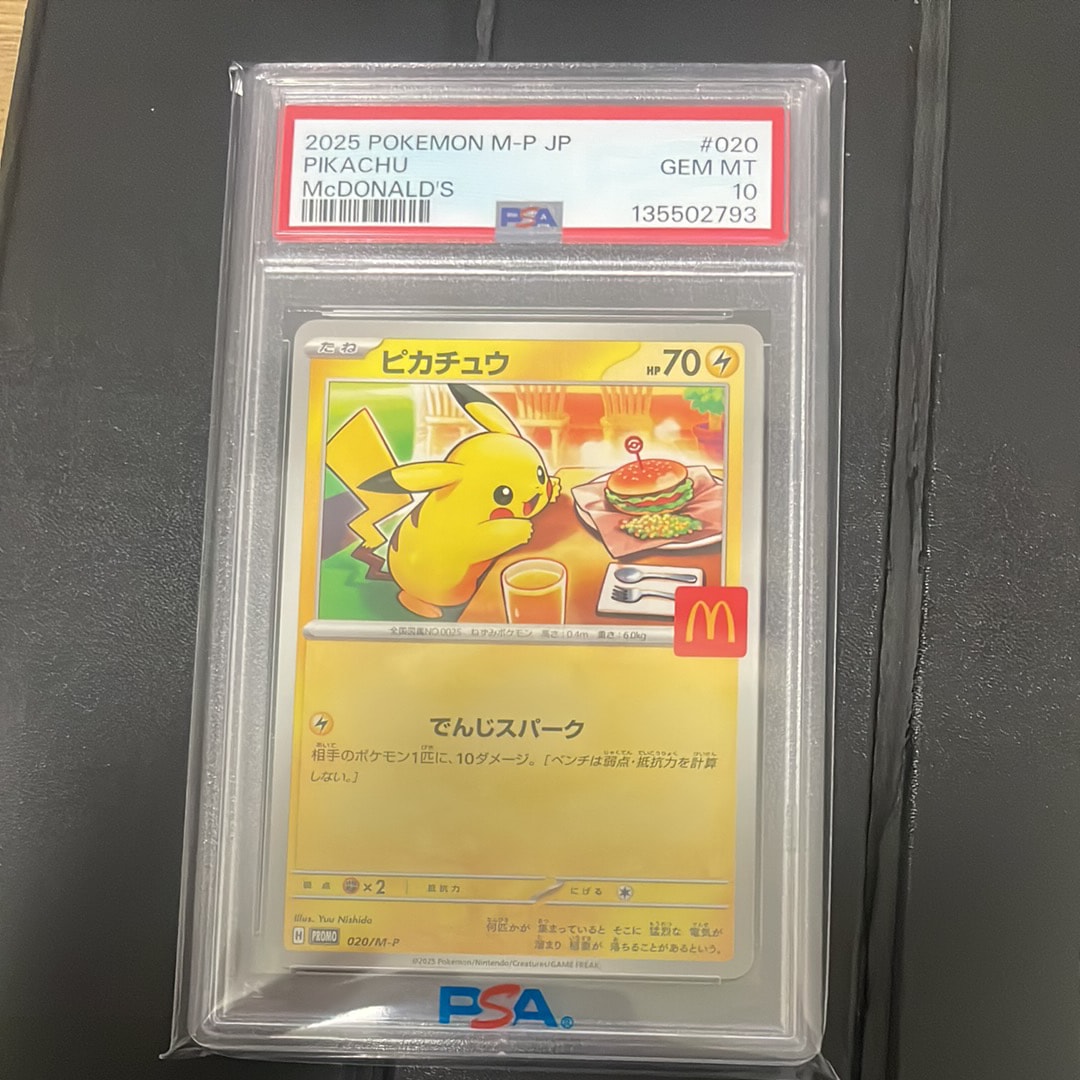 2025 POKEMON M-P JP #020
PIKACHU GEM MT
McDONALD'S 10
PSA 135502793
たね ピカチュウ HP70
全国図鑑NO.0025 ねずみポケモン 高さ:0.4m 重さ:6.0kg
でんじスパーク
相手のポケモン1匹に、10ダメージ。[ベンチは弱点・抵抗力を計算
しない。]
弱点 ×2 抵抗力 にげる
Illus. Yuu Nishida
何匹かが 集まっていると そこに 猛烈な 電気が
溜まり 稲妻が 落ちることがあるという。
H PROMO 020/M-P
©2025 Pokémon/Nintendo/Creatures/GAME FREAK
PSA